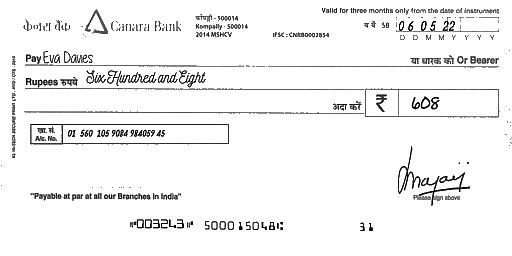 Valid for three months only from the date of instrument
केनरा बैंक Canara Bank
कोंपल्ली - 500014
Kompally - 500014
2014 MSHCV
IFSC : CNRB0002854
SB 06 05 22
D D M M Y Y Y Y
Pay Eva Davies या धारक को Or Bearer
Rupees रुपये Six Hundred and Eight
अदा करें ₹ 608
खा. सं.
A/c. No. 01 560 105 9084 984059 45
"Payable at par at all our Branches in India"
Please sign above
⑈003243⑈ 500015048⑆ 31